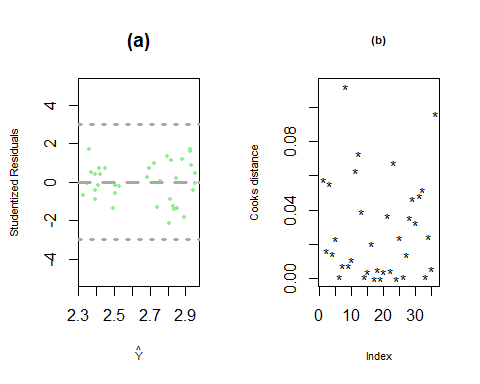 (a)
Studentized Residuals
4
2
0
-2
-4
2.3
2.5
2.7
2.9
Ŷ
(b)
Cook s distance
0.08
0.04
0.00
0
10
20
30
Index